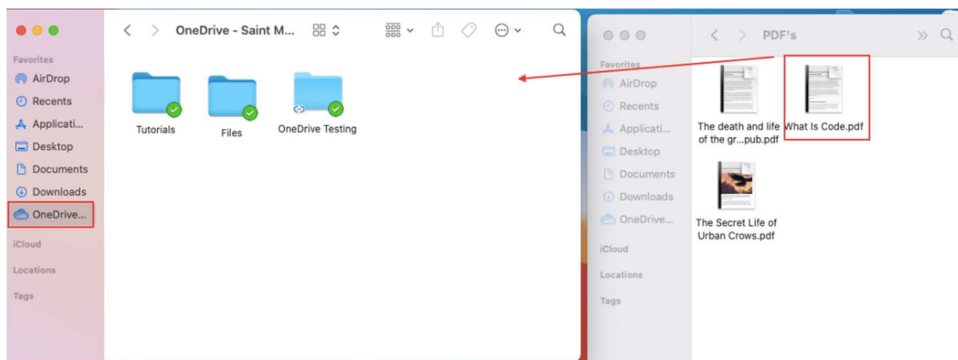 OneDrive - Saint M...
Favorites
AirDrop
Recents
Applicati...
Desktop
Documents
Downloads
OneDrive...
iCloud
Locations
Tags
Tutorials
Files
OneDrive Testing
PDF's
Favorites
AirDrop
Recents
Applicati...
Desktop
Documents
Downloads
OneDrive...
iCloud
Locations
Tags
The death and life
of the gr...pub.pdf
What Is Code.pdf
The Secret Life of
Urban Crows.pdf